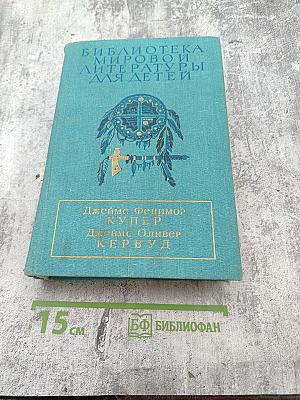 БИБЛИОТЕКА
МИРОВОЙ
ЛИТЕРАТУРЫ
ДЛЯ ДЕТЕЙ
Джеймс Фенимор
КУПЕР
Джеймс Оливер
КЕРВУД
15 см
БФ БИБЛИОФАН